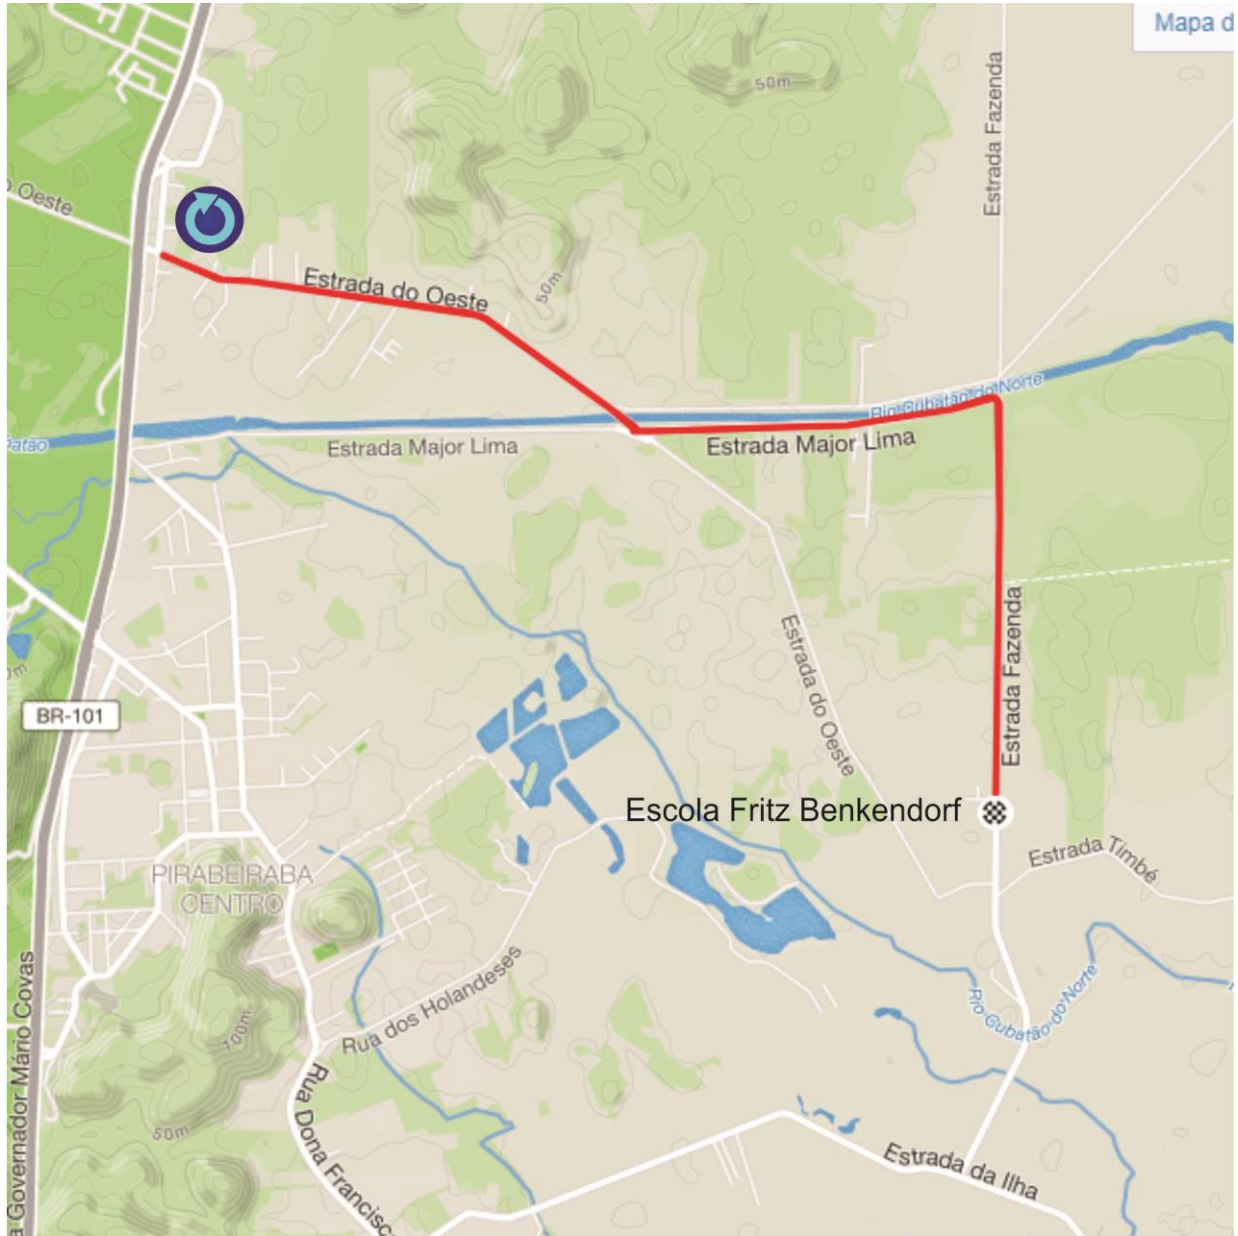 Mapa d
Estrada Fazenda
o Oeste
50m
Estrada do Oeste
50m
Rio Cubatão do Norte
Estrada Major Lima
Estrada Major Lima
batão
Estrada Fazenda
Estrada do Oeste
BR-101
Escola Fritz Benkendorf
Estrada Timbé
PIRABEIRABA
CENTRO
Rua dos Holandeses
Rio Cubatão do Norte
100m
a Governador Mário Covas
50m
Rua Dona Francisc
Estrada da Ilha